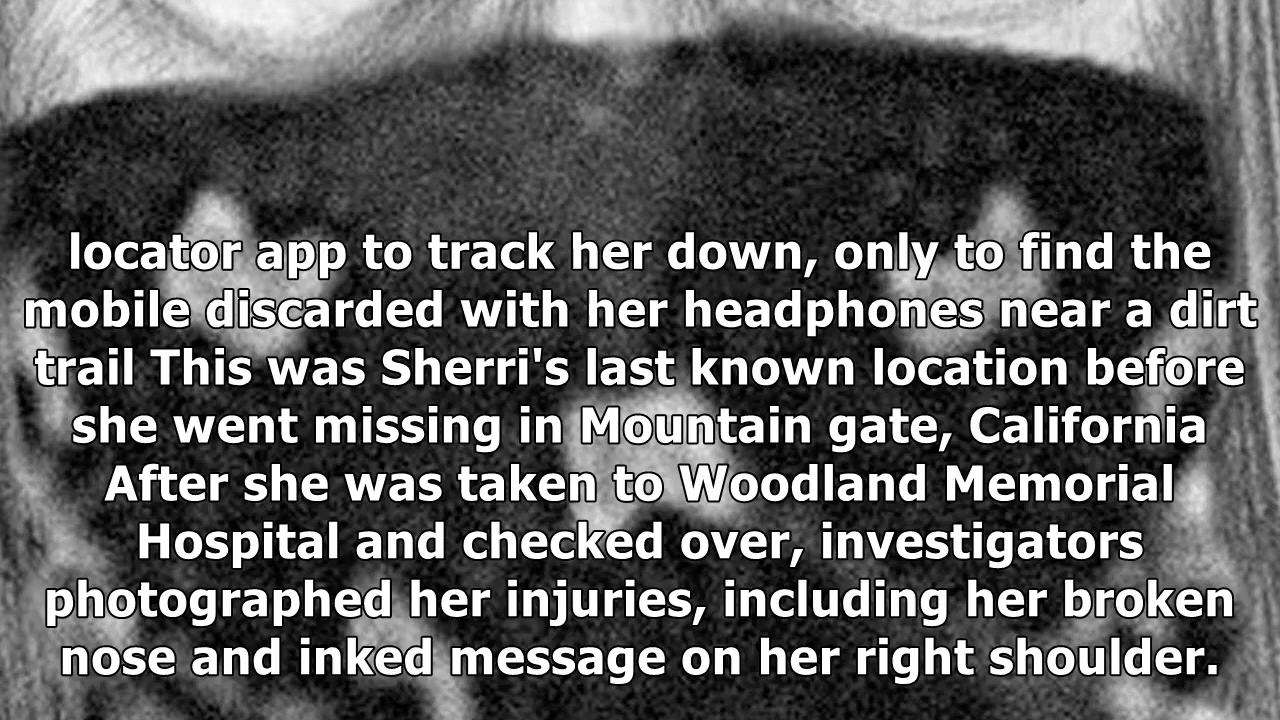 locator app to track her down, only to find the
mobile discarded with her headphones near a dirt
trail This was Sherri's last known location before
she went missing in Mountain gate, California
After she was taken to Woodland Memorial
Hospital and checked over, investigators
photographed her injuries, including her broken
nose and inked message on her right shoulder.